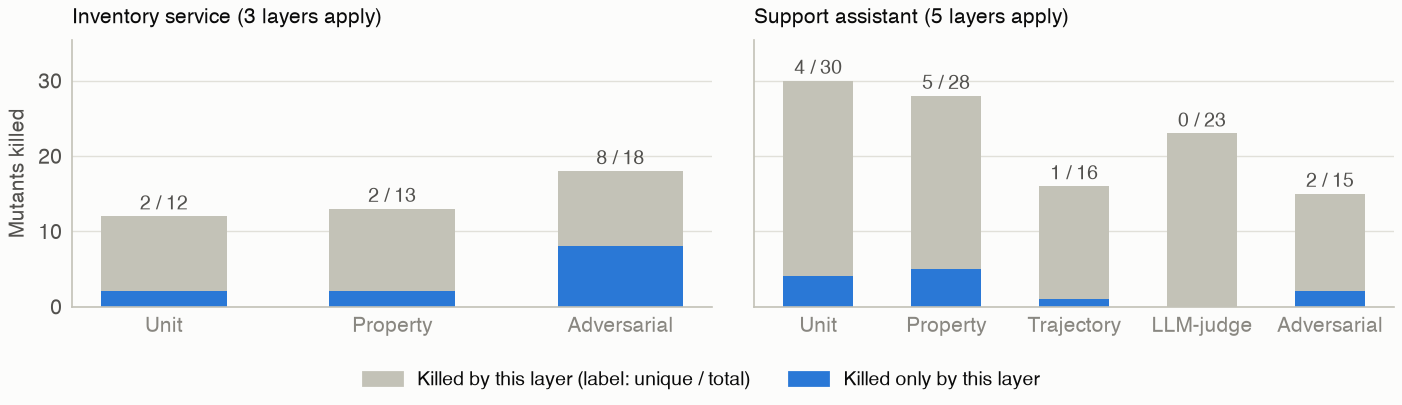 Inventory service (3 layers apply)
Mutants killed
30
20
10
0
2 / 12
2 / 13
8 / 18
Unit
Property
Adversarial
Support assistant (5 layers apply)
4 / 30
5 / 28
1 / 16
0 / 23
2 / 15
Unit
Property
Trajectory
LLM-judge
Adversarial
Killed by this layer (label: unique / total)
Killed only by this layer